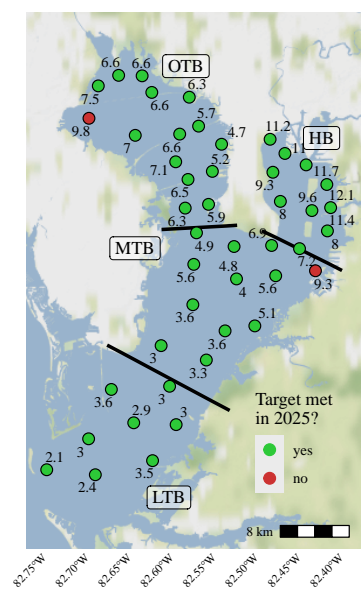 6.6 6.6
OTB
7.5 6.6 6.3
9.8 5.7 11.2 HB
7 6.6 4.7 11
7.1 5.2 9.3 11.7
6.5 8 9.6 12.1
6.3 5.9 11.4
MTB 4.9 6.9 8
4.8 7.2
5.6 4 5.6 9.3
3.6 5.1
3.6
3 3.3
3.6 3 Target met
2.9 3 in 2025?
3 yes
2.1 2.4 3.5 no
LTB
8 km
82.75°W 82.70°W 82.65°W 82.60°W 82.55°W 82.50°W 82.45°W 82.40°W